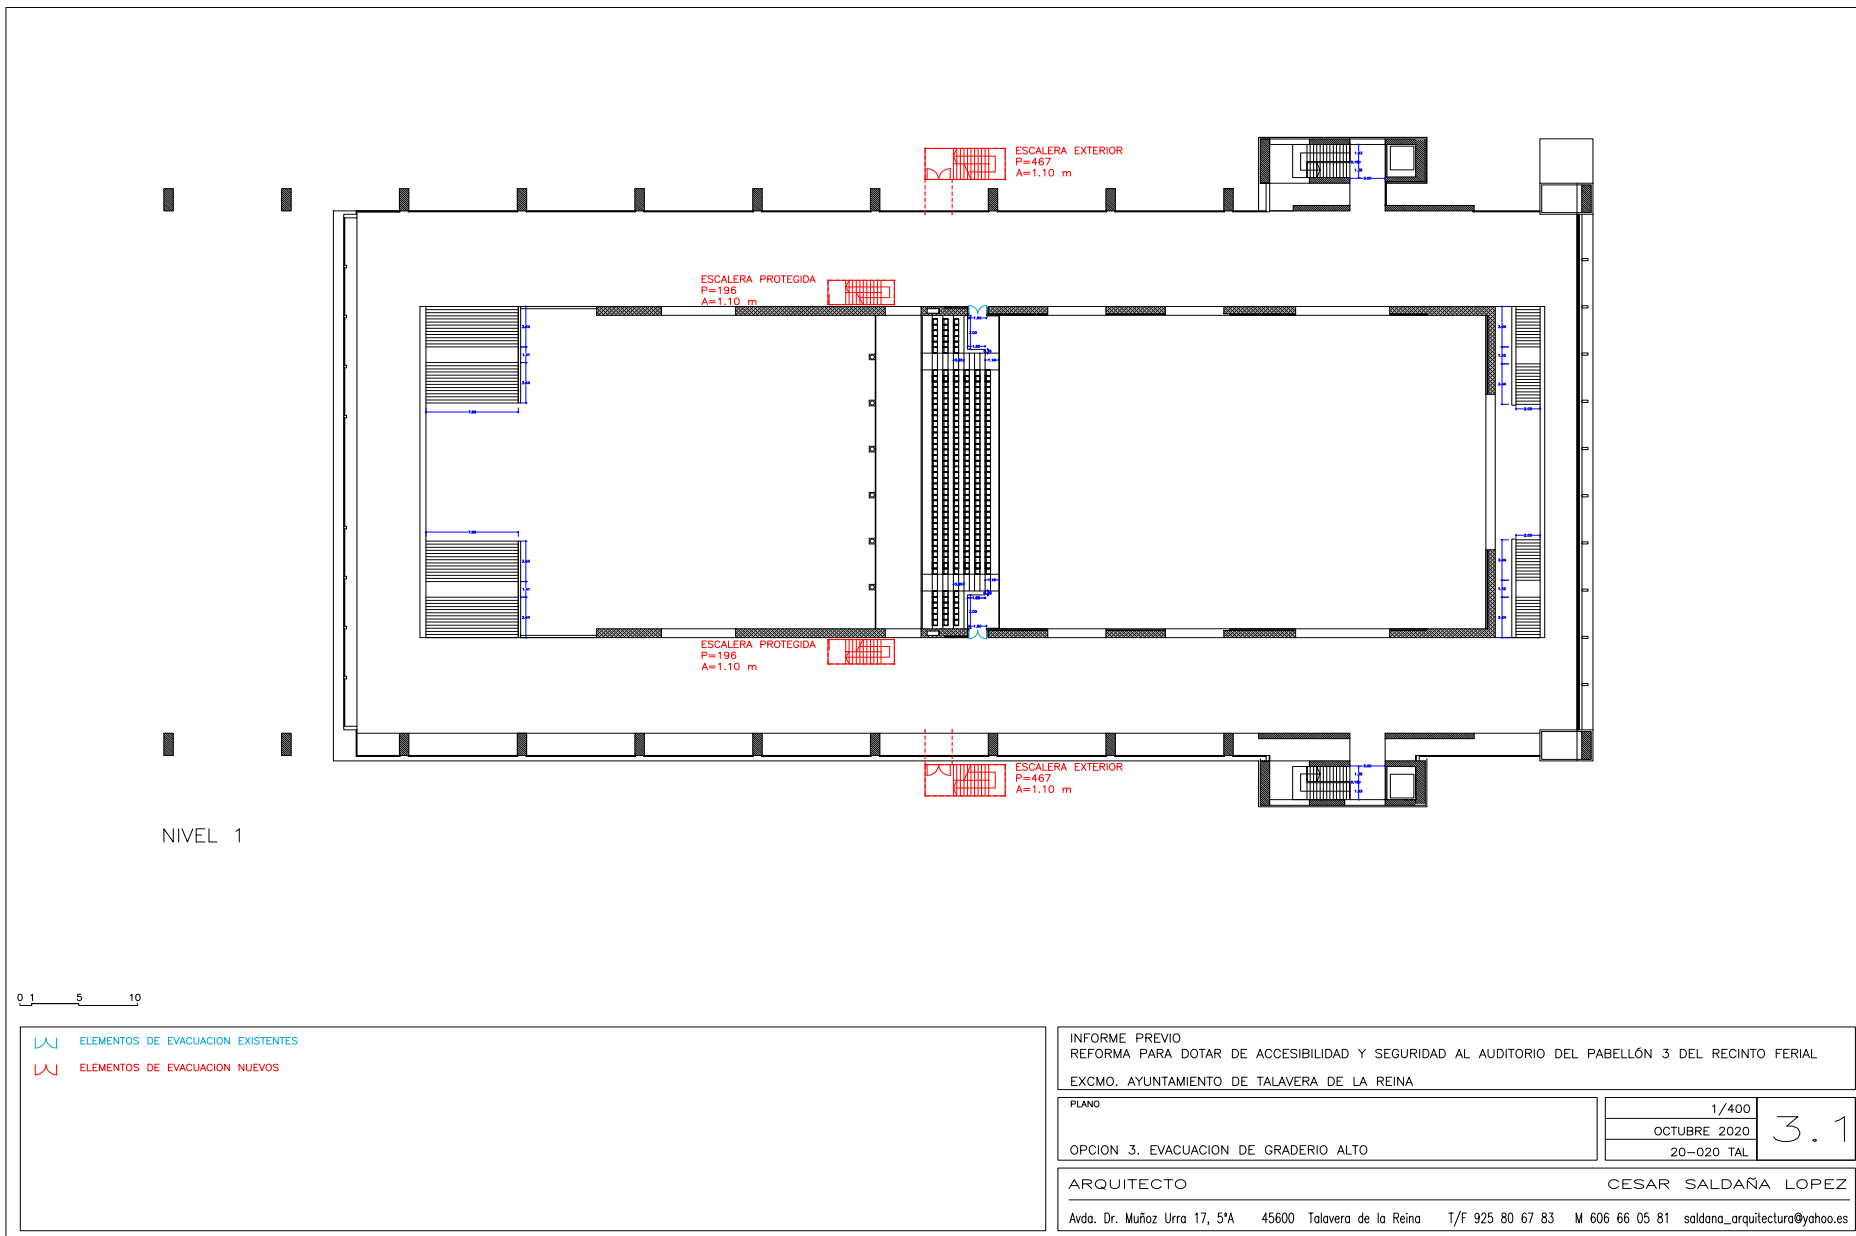 ESCALERA EXTERIOR
P=467
A=1.10 m
ESCALERA PROTEGIDA
P=196
A=1.10 m
ESCALERA PROTEGIDA
P=196
A=1.10 m
ESCALERA EXTERIOR
P=467
A=1.10 m
NIVEL 1
0 1 5 10
ELEMENTOS DE EVACUACION EXISTENTES
ELEMENTOS DE EVACUACION NUEVOS
INFORME PREVIO
REFORMA PARA DOTAR DE ACCESIBILIDAD Y SEGURIDAD AL AUDITORIO DEL PABELLÓN 3 DEL RECINTO FERIAL
EXCMO. AYUNTAMIENTO DE TALAVERA DE LA REINA
PLANO
OPCION 3. EVACUACION DE GRADERIO ALTO
1/400
OCTUBRE 2020
20-020 TAL
3.1
ARQUITECTO CESAR SALDAÑA LOPEZ
Avda. Dr. Muñoz Urra 17, 5ºA 45600 Talavera de la Reina T/F 925 80 67 83 M 606 66 05 81 saldana_arquitectura@yahoo.es